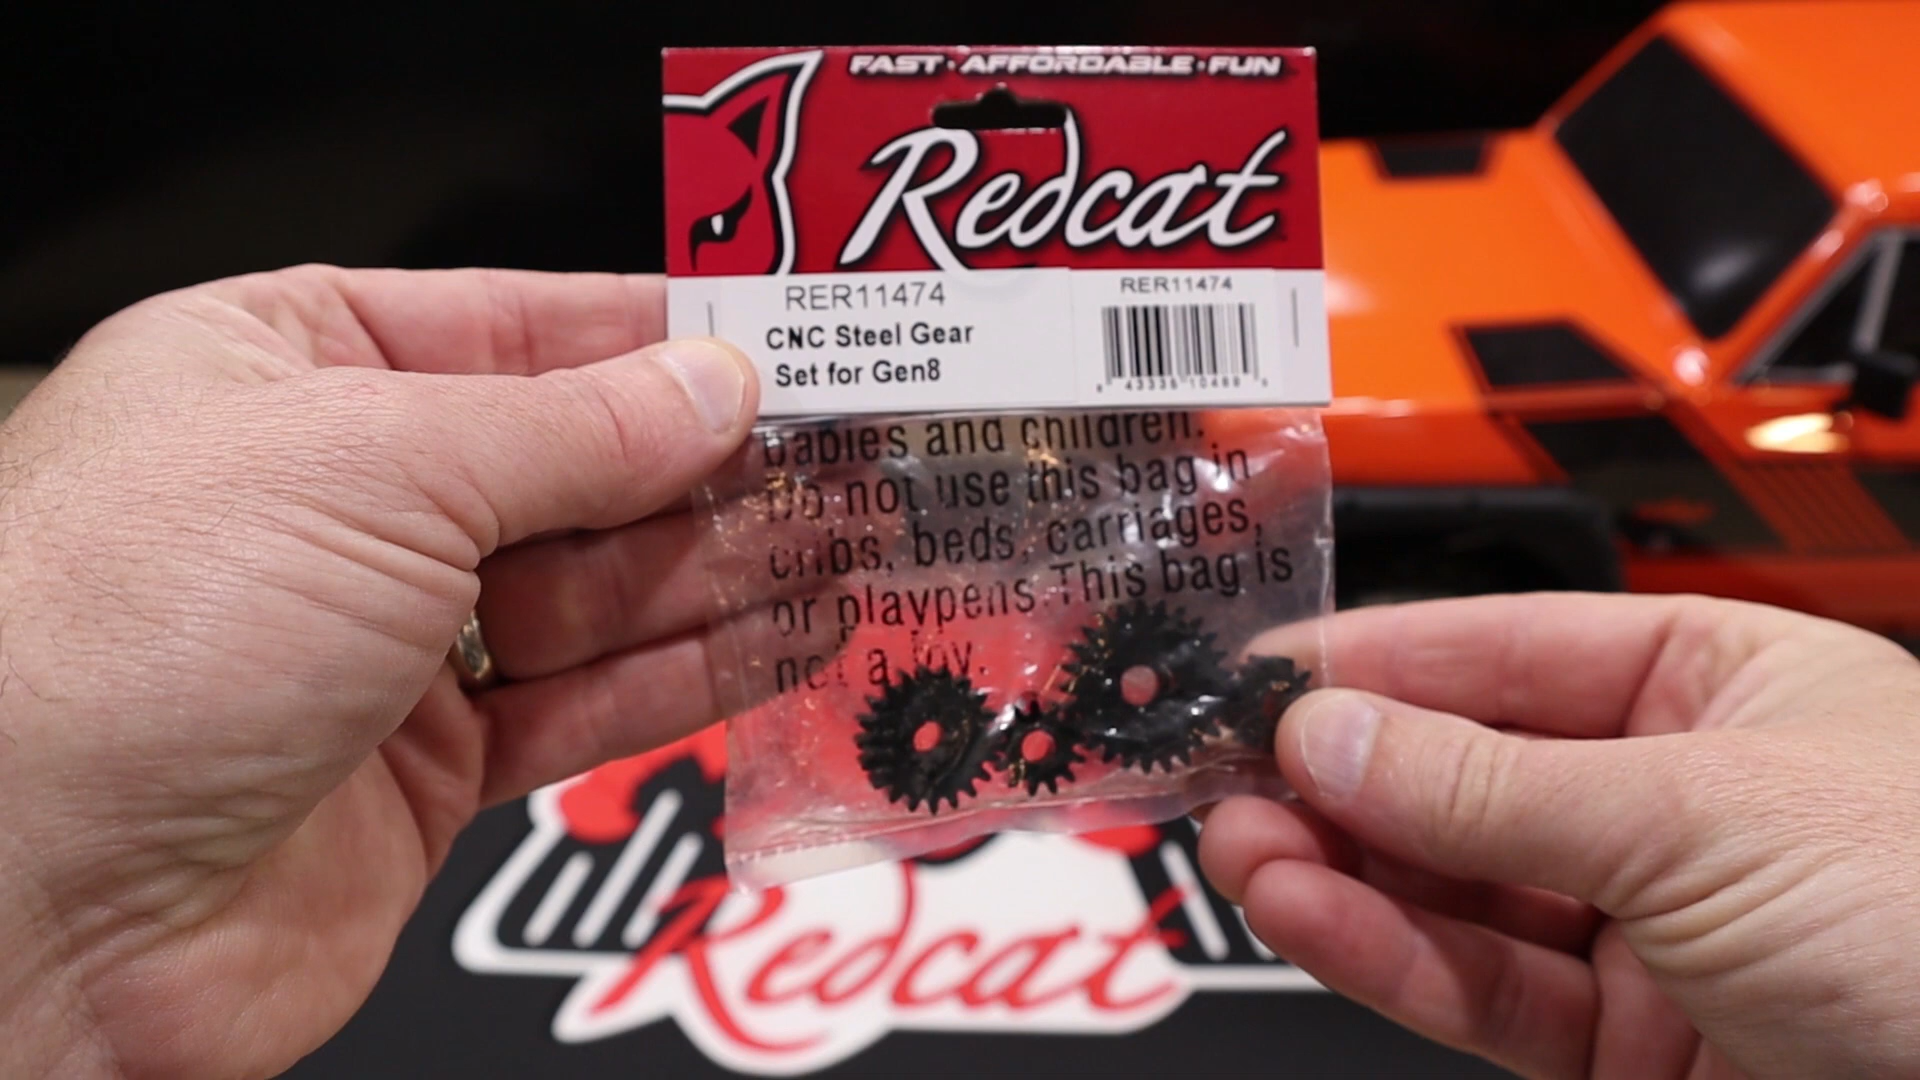 FAST · AFFORDABLE · FUN
Redcat
RER11474
CNC Steel Gear
Set for Gen8
RER11474
babies and children.
Do not use this bag in
cribs, beds, carriages,
or playpens. This bag is
not a toy.
Redcat